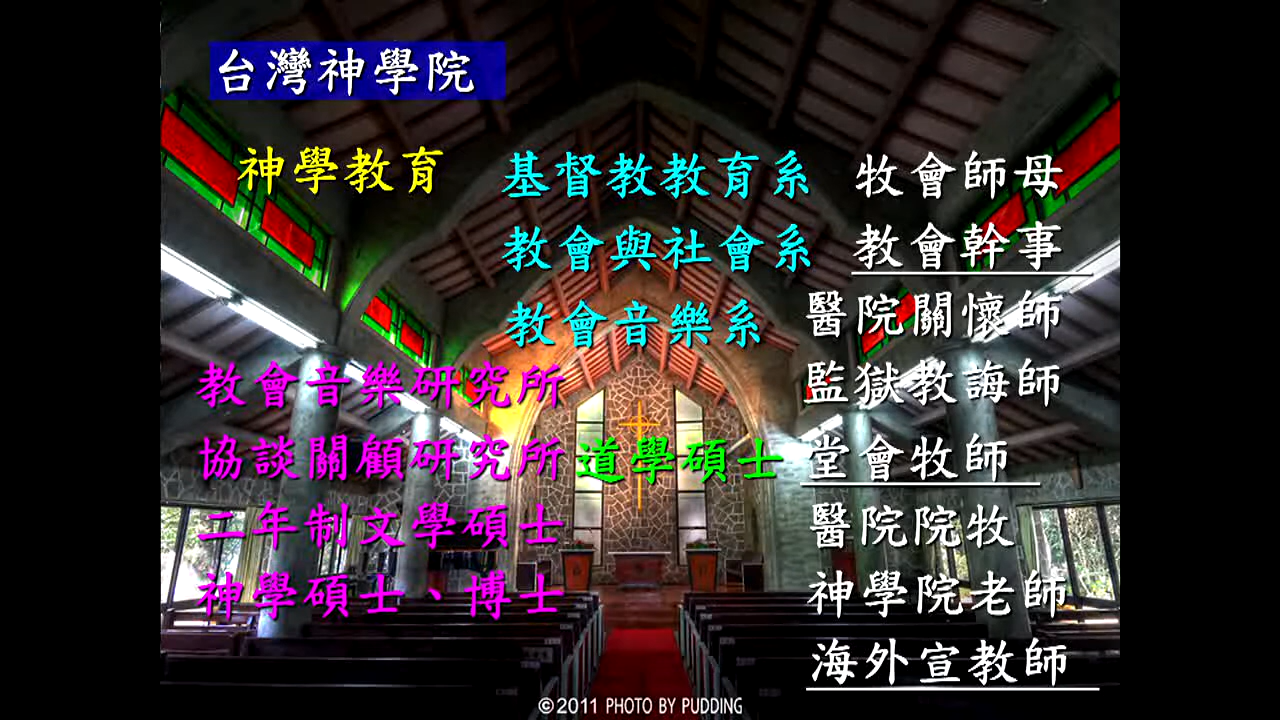 台灣神學院
神學教育 基督教教育系 牧會師母
教會與社會系 教會幹事
教會音樂系 醫院關懷師
教會音樂研究所 監獄教誨師
協談關顧研究所 道學碩士 堂會牧師
二年制文學碩士 醫院院牧
神學碩士、博士 神學院老師
海外宣教師
©2011 PHOTO BY PUDDING